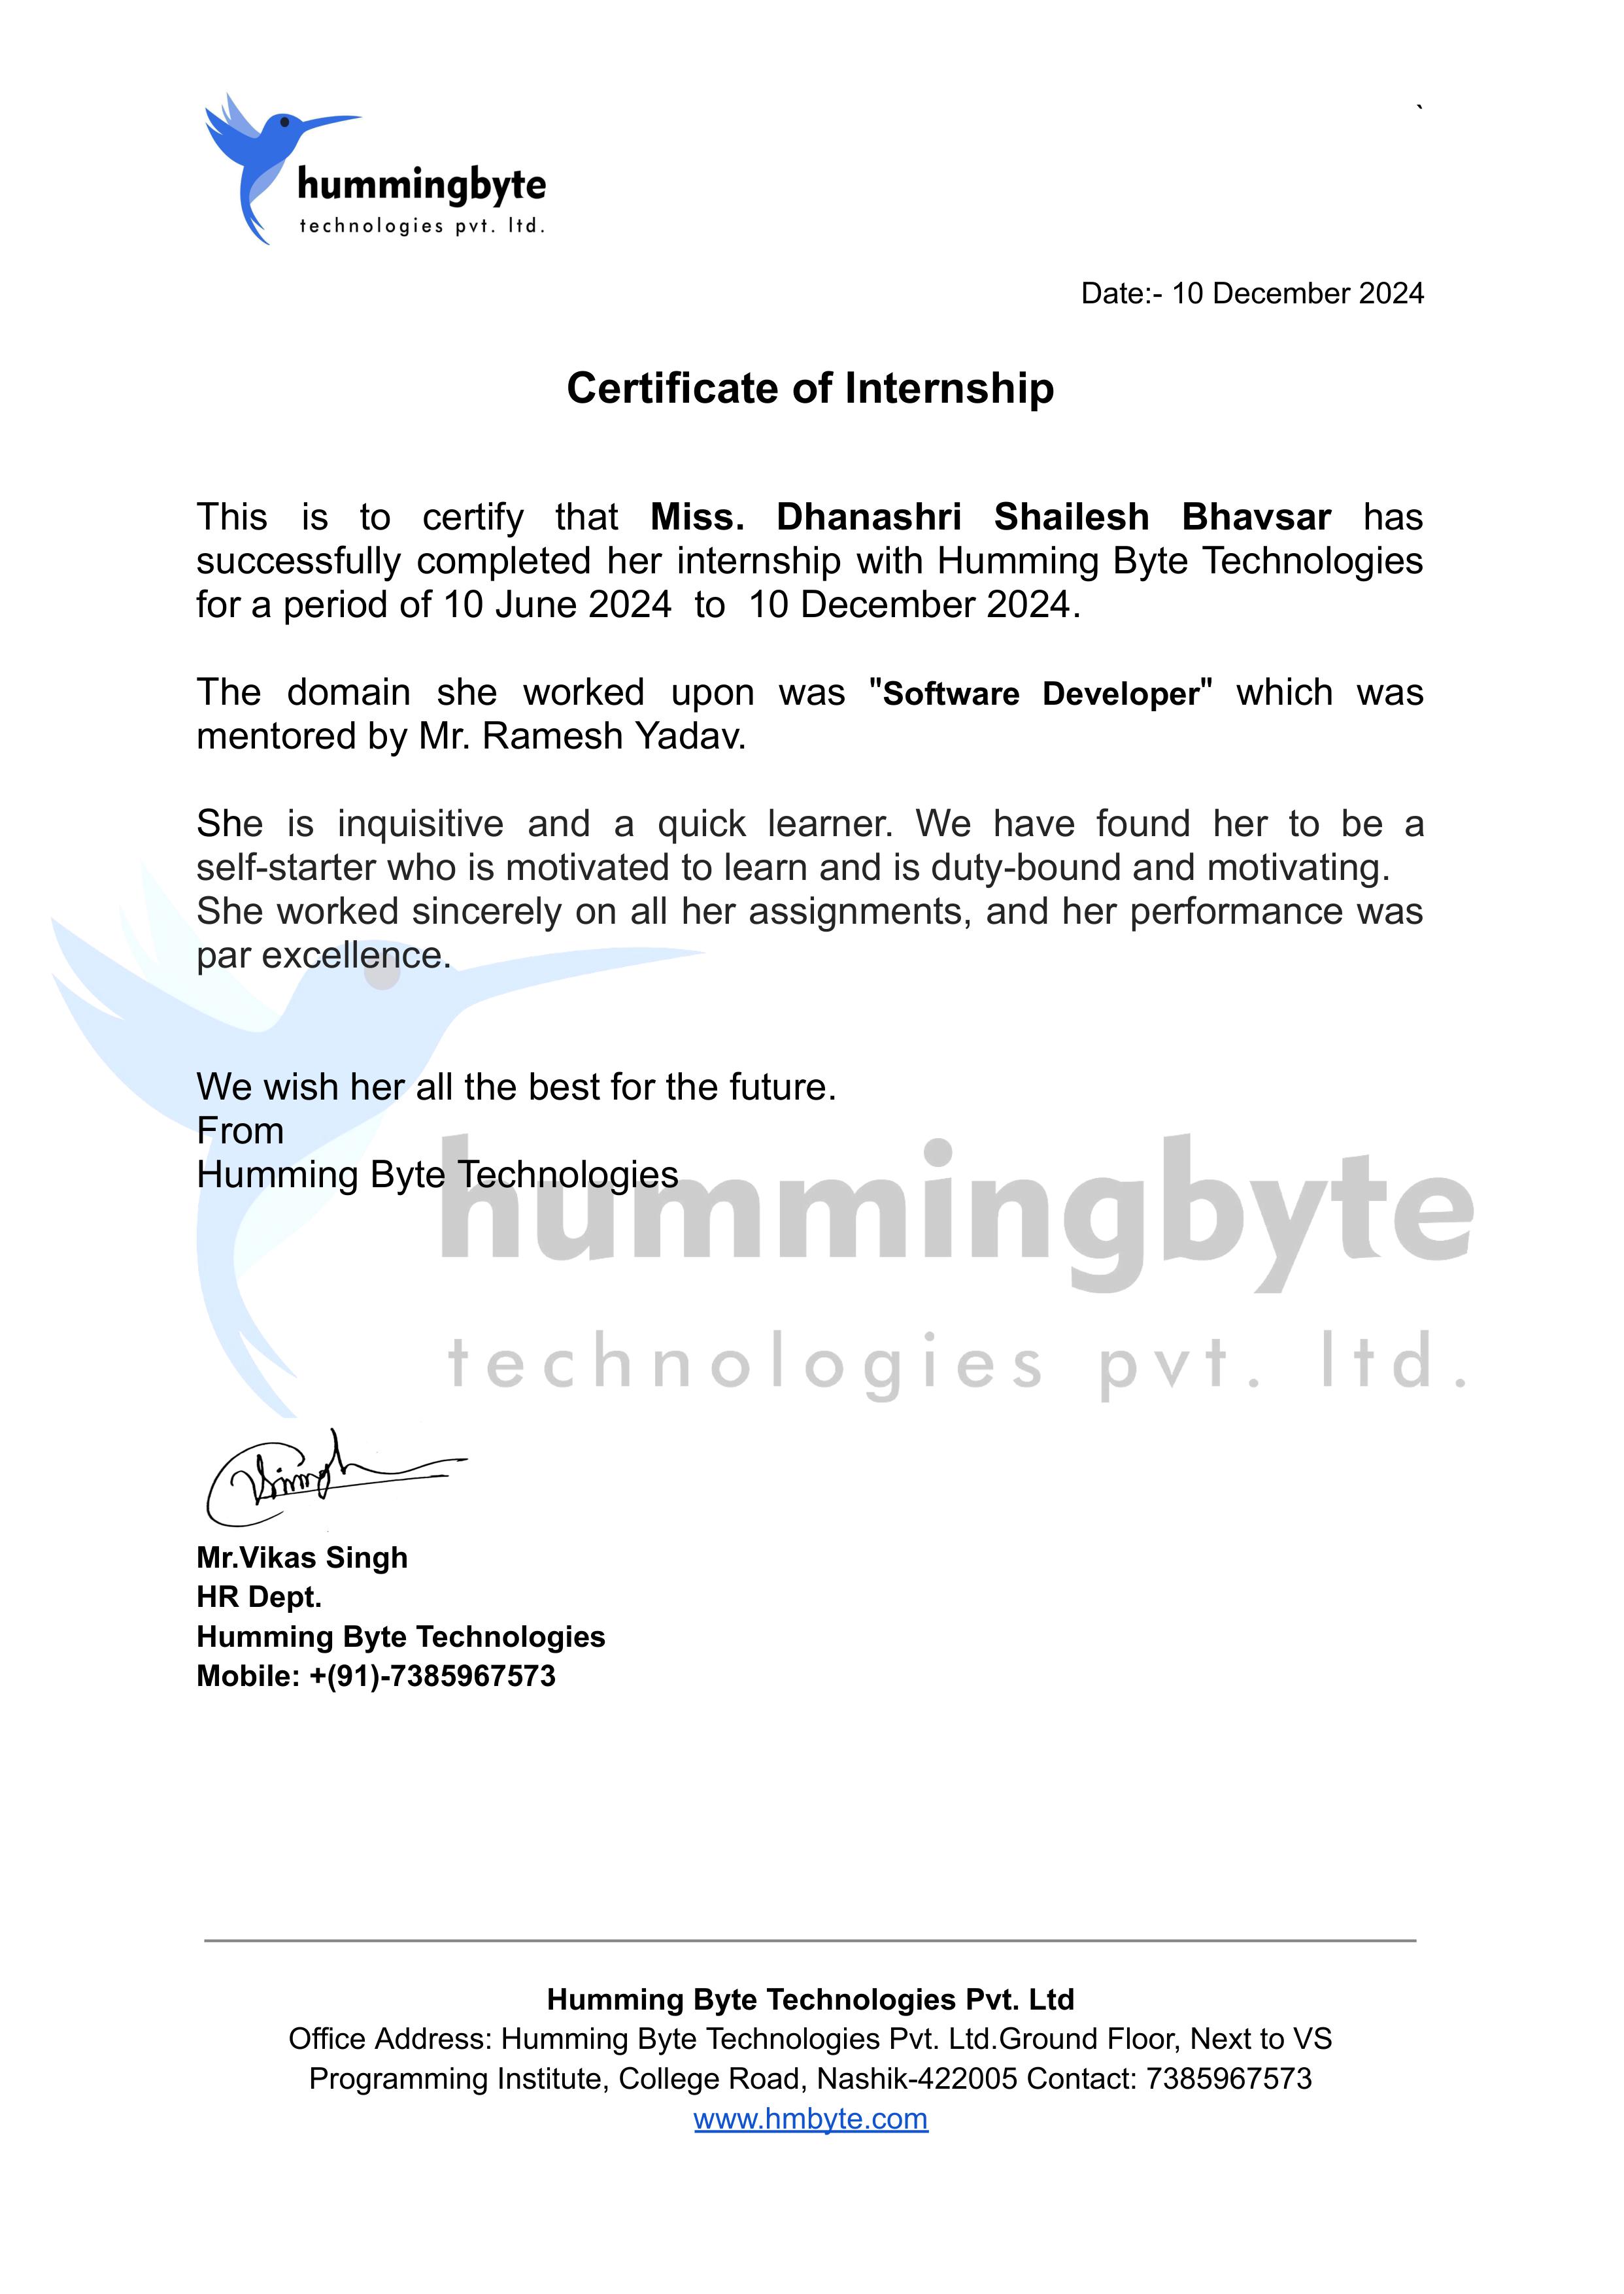 `
hummingbyte
technologies pvt. ltd.
Date:- 10 December 2024
Certificate of Internship
This is to certify that Miss. Dhanashri Shailesh Bhavsar has
successfully completed her internship with Humming Byte Technologies
for a period of 10 June 2024  to  10 December 2024.
The domain she worked upon was "Software Developer" which was
mentored by Mr. Ramesh Yadav.
She is inquisitive and a quick learner. We have found her to be a
self-starter who is motivated to learn and is duty-bound and motivating.
She worked sincerely on all her assignments, and her performance was
par excellence.
We wish her all the best for the future.
From
Humming Byte Technologies
hummingbyte
technologies pvt. ltd.
VSingh
Mr.Vikas Singh
HR Dept.
Humming Byte Technologies
Mobile: +(91)-7385967573
Humming Byte Technologies Pvt. Ltd
Office Address: Humming Byte Technologies Pvt. Ltd.Ground Floor, Next to VS
Programming Institute, College Road, Nashik-422005 Contact: 7385967573
www.hmbyte.com